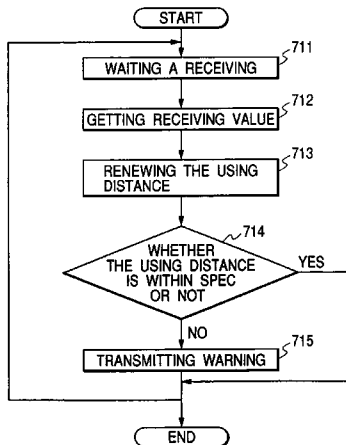 START
711
WAITING A RECEIVING
712
GETTING RECEIVING VALUE
713
RENEWING THE USING
DISTANCE
714
WHETHER
THE USING DISTANCE
IS WITHIN SPEC
OR NOT
YES
NO
715
TRANSMITTING WARNING
END